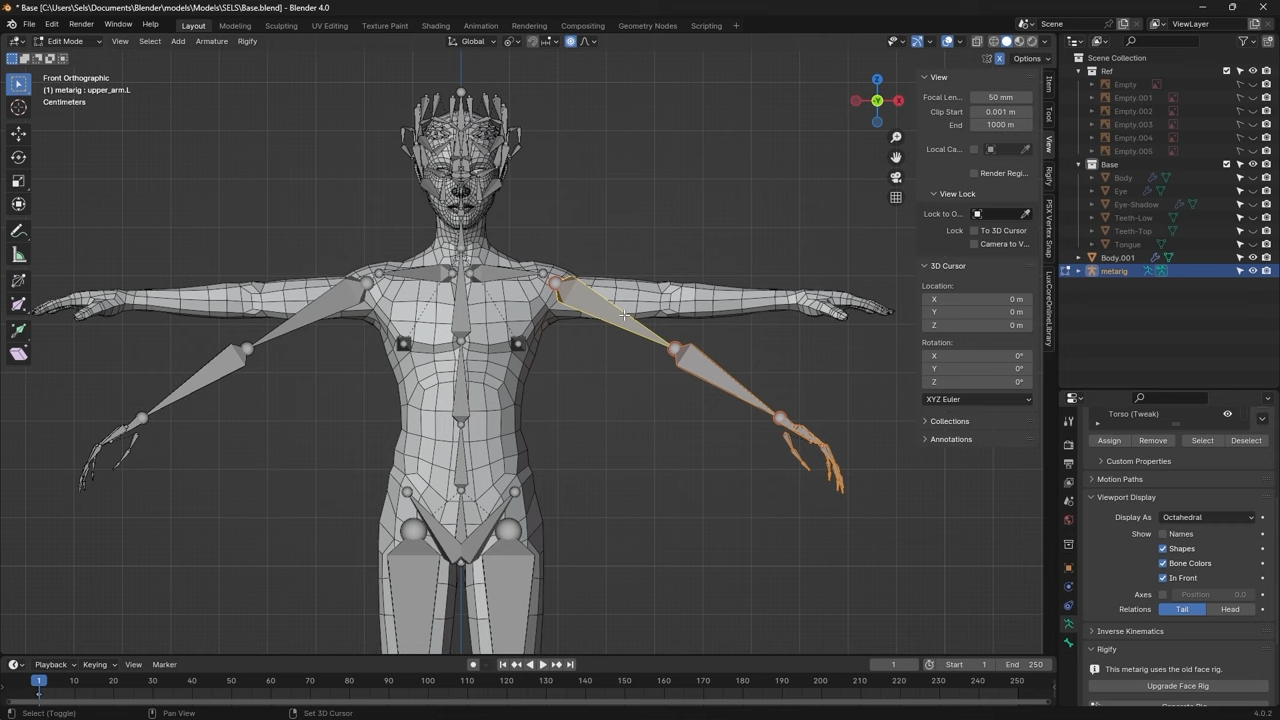 * Base [C:\Users\Sels\Documents\Blender\models\Models\SELS\Base.blend] - Blender 4.0
File Edit Render Window Help Layout Modeling Sculpting UV Editing Texture Paint Shading Animation Rendering Compositing Geometry Nodes Scripting + Scene ViewLayer
Edit Mode View Select Add Armature Rigify Global
X Options
Front Orthographic
(1) metarig : upper_arm.L
Centimeters
Z
Y
X
View
Focal Len... 50 mm
Clip Start 0.001 m
End 1000 m
Local Ca...
Render Regi...
View Lock
Lock to O...
Lock To 3D Cursor
Camera to V...
3D Cursor
Location:
X 0 m
Y 0 m
Z 0 m
Rotation:
X 0°
Y 0°
Z 0°
XYZ Euler
Collections
Annotations
Item
Tool
View
Rigify
PSX Vertex Snap
LuxCoreOnlineLibrary
Scene Collection
Ref
Empty
Empty.001
Empty.002
Empty.003
Empty.004
Empty.005
Base
Body
Eye
Eye-Shadow
Teeth-Low
Teeth-Top
Tongue
Body.001
metarig
Torso (Tweak)
Assign Remove Select Deselect
Custom Properties
Motion Paths
Viewport Display
Display As Octahedral
Show Names
Shapes
Bone Colors
In Front
Axes Position 0.0
Relations Tail Head
Inverse Kinematics
Rigify
This metarig uses the old face rig.
Upgrade Face Rig
Playback Keying View Marker 1 Start 1 End 250
1 10 20 30 40 50 60 70 80 90 100 110 120 130 140 150 160 170 180 190 200 210 220 230 240 250
Select (Toggle) Pan View Set 3D Cursor 4.0.2